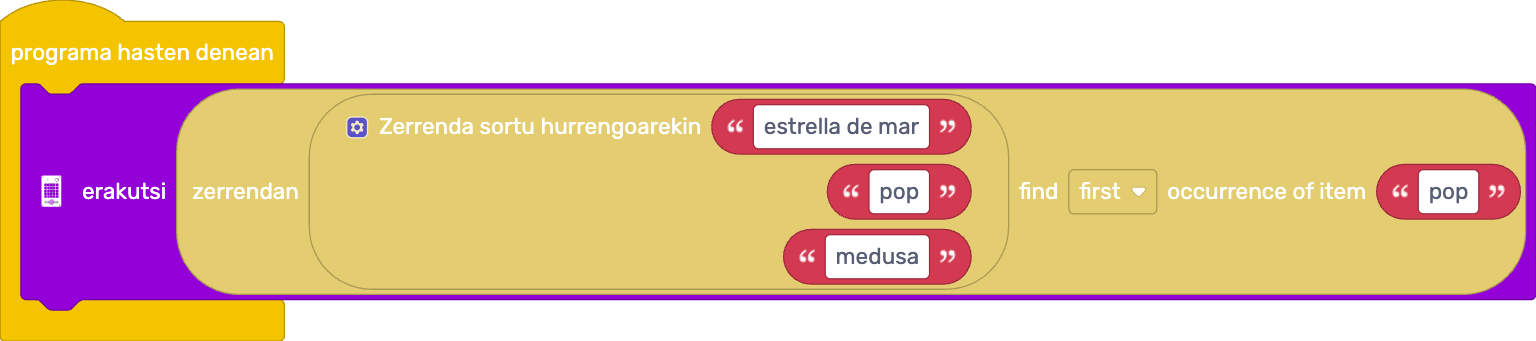 programa hasten denean
Zerrenda sortu hurrengoarekin “ estrella de mar ”
erakutsi zerrendan “ pop ” find first occurrence of item “ pop ”
“ medusa ”